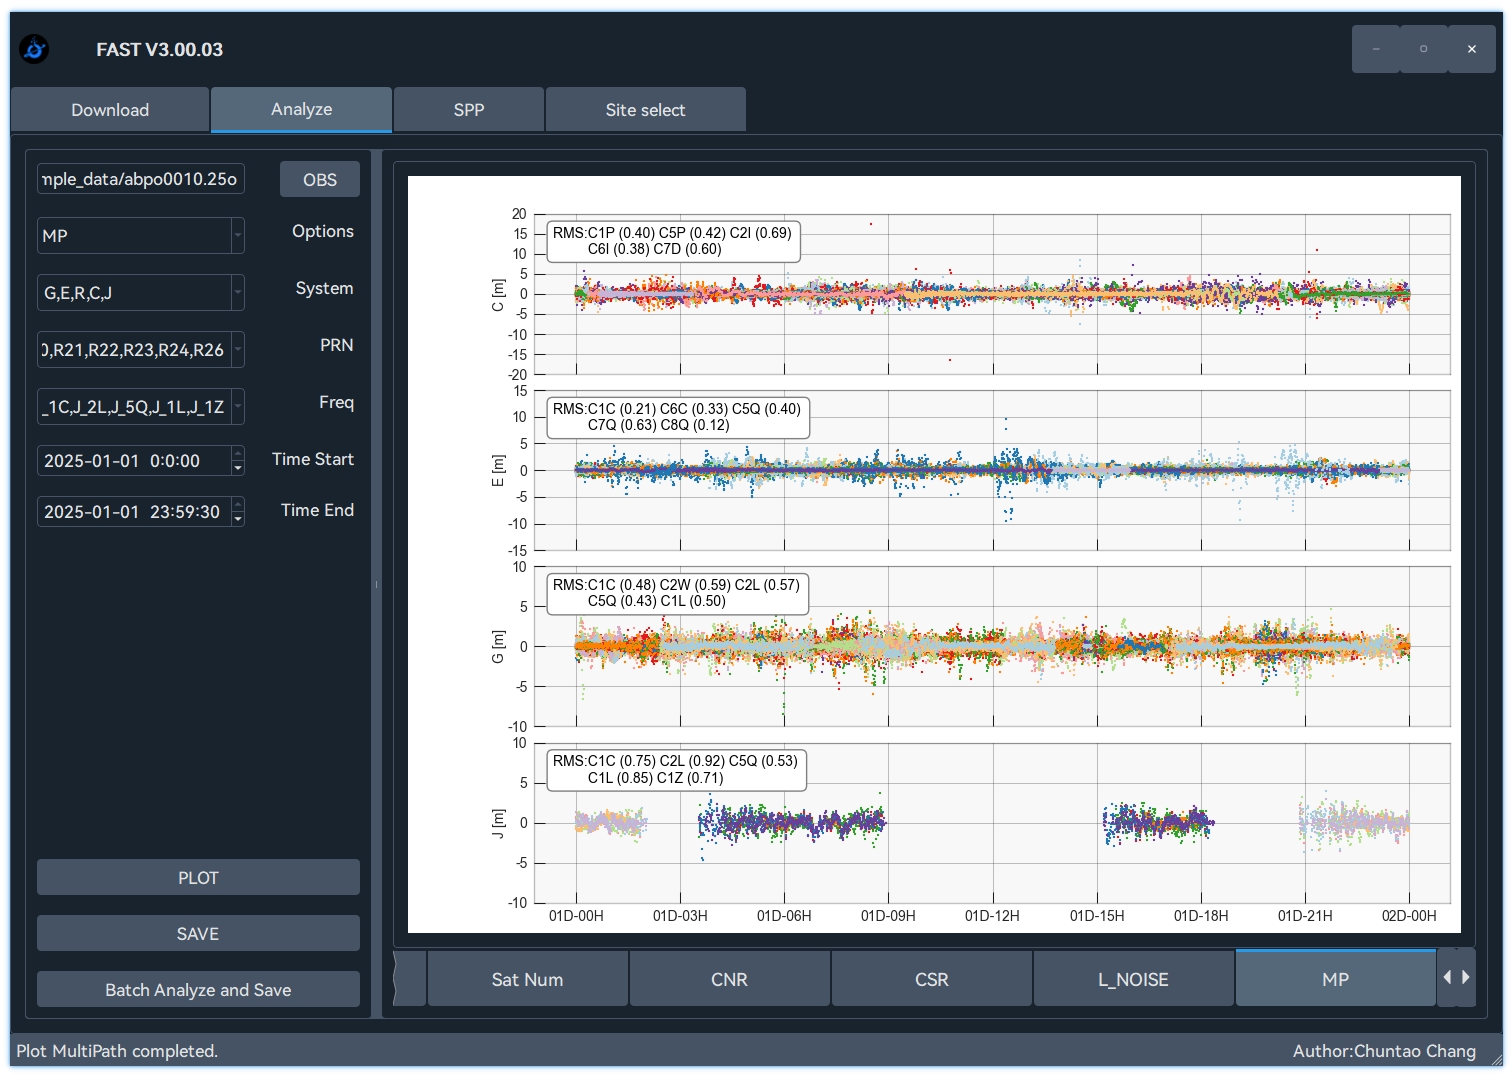 FAST V3.00.03
Download
Analyze
SPP
Site select
mple_data/abpo0010.25o
OBS
MP
Options
G,E,R,C,J
System
0,R21,R22,R23,R24,R26
PRN
_1C,J_2L,J_5Q,J_1L,J_1Z
Freq
2025-01-01 0:0:00
Time Start
2025-01-01 23:59:30
Time End
PLOT
SAVE
Batch Analyze and Save
20
15
10
5
0
-5
-10
-15
-20
C [m]
RMS:C1P (0.40) C5P (0.42) C2I (0.69)
C6I (0.38) C7D (0.60)
15
10
5
0
-5
-10
-15
E [m]
RMS:C1C (0.21) C6C (0.33) C5Q (0.40)
C7Q (0.63) C8Q (0.12)
10
5
0
-5
-10
G [m]
RMS:C1C (0.48) C2W (0.59) C2L (0.57)
C5Q (0.43) C1L (0.50)
10
5
0
-5
-10
J [m]
RMS:C1C (0.75) C2L (0.92) C5Q (0.53)
C1L (0.85) C1Z (0.71)
01D-00H 01D-03H 01D-06H 01D-09H 01D-12H 01D-15H 01D-18H 01D-21H 02D-00H
Sat Num
CNR
CSR
L_NOISE
MP
Plot MultiPath completed.
Author:Chuntao Chang